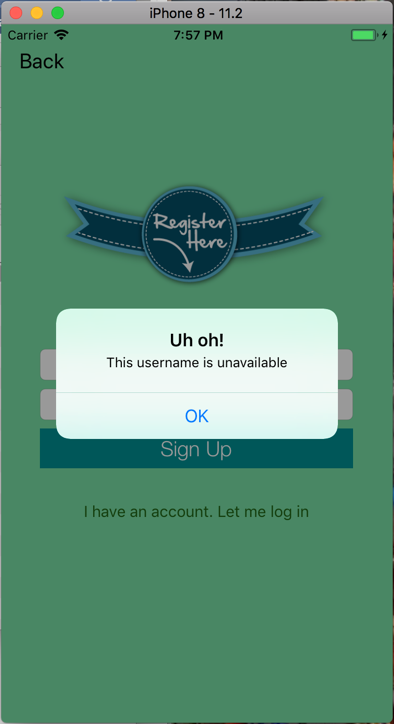 iPhone 8 - 11.2
Carrier 7:57 PM
Back
Register
Here
Uh oh!
This username is unavailable
OK
Sign Up
I have an account. Let me log in